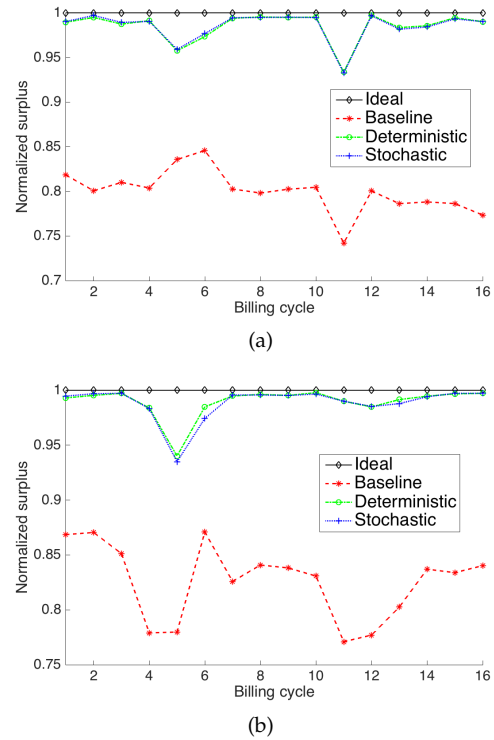 1
0.95
0.9
0.85
0.8
0.75
0.7
Normalized surplus
Ideal
Baseline
Deterministic
Stochastic
2 4 6 8 10 12 14 16
Billing cycle
(a)
1
0.95
0.9
0.85
0.8
0.75
Normalized surplus
Ideal
Baseline
Deterministic
Stochastic
2 4 6 8 10 12 14 16
Billing cycle
(b)